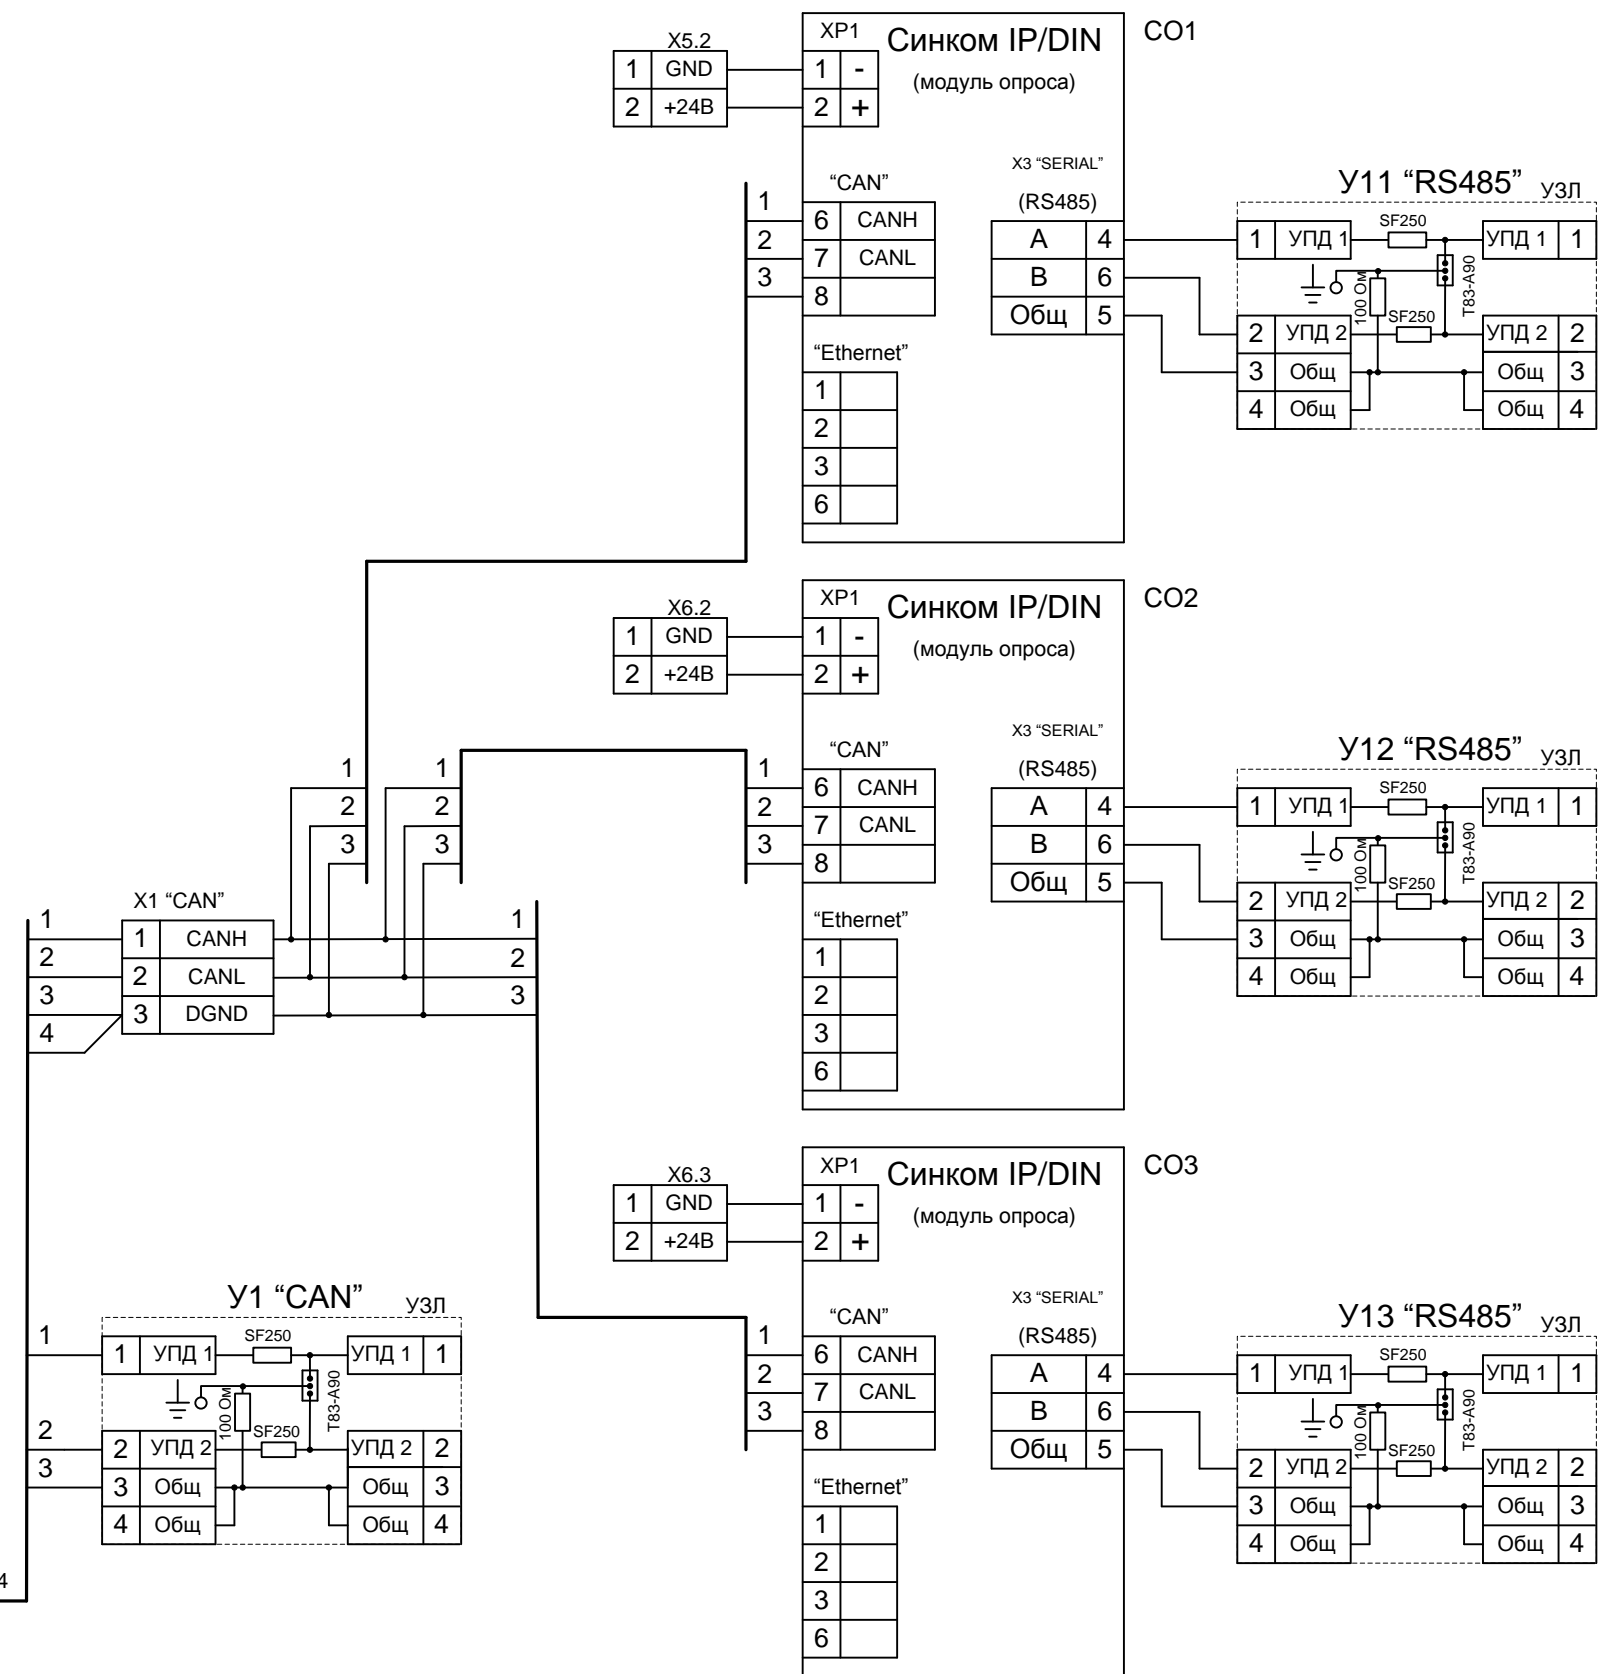 XP1 Синком IP/DIN CO1
X5.2
1 GND 1 -
(модуль опроса)
2 +24В 2 +
X3 “SERIAL”
“CAN” (RS485) У11 “RS485” УЗЛ
1 6 CANH A 4 1 УПД 1 SF250 УПД 1 1
2 7 CANL B 6 100 Ом T83-A90
3 8 Общ 5 2 УПД 2 SF250 УПД 2 2
“Ethernet” 3 Общ Общ 3
1 4 Общ Общ 4
2
3
6
XP1 Синком IP/DIN CO2
X6.2
1 GND 1 -
(модуль опроса)
2 +24В 2 +
X3 “SERIAL”
“CAN” (RS485) У12 “RS485” УЗЛ
1 1 1 6 CANH A 4 1 УПД 1 SF250 УПД 1 1
2 2 2 7 CANL B 6 100 Ом T83-A90
3 3 3 8 Общ 5 2 УПД 2 SF250 УПД 2 2
X1 “CAN” “Ethernet”
1 1 CANH 1 1 3 Общ Общ 3
2 2 CANL 2 2 4 Общ Общ 4
3 3 DGND 3 3
4 6
XP1 Синком IP/DIN CO3
X6.3
1 GND 1 -
(модуль опроса)
2 +24В 2 +
X3 “SERIAL”
У1 “CAN” УЗЛ “CAN” (RS485) У13 “RS485” УЗЛ
1 1 УПД 1 SF250 УПД 1 1 1 6 CANH A 4 1 УПД 1 SF250 УПД 1 1
100 Ом T83-A90 2 7 CANL B 6 100 Ом T83-A90
2 2 УПД 2 SF250 УПД 2 2 3 8 Общ 5 2 УПД 2 SF250 УПД 2 2
3 3 Общ Общ 3 “Ethernet” 3 Общ Общ 3
4 Общ Общ 4 1 4 Общ Общ 4
2
4 3
6